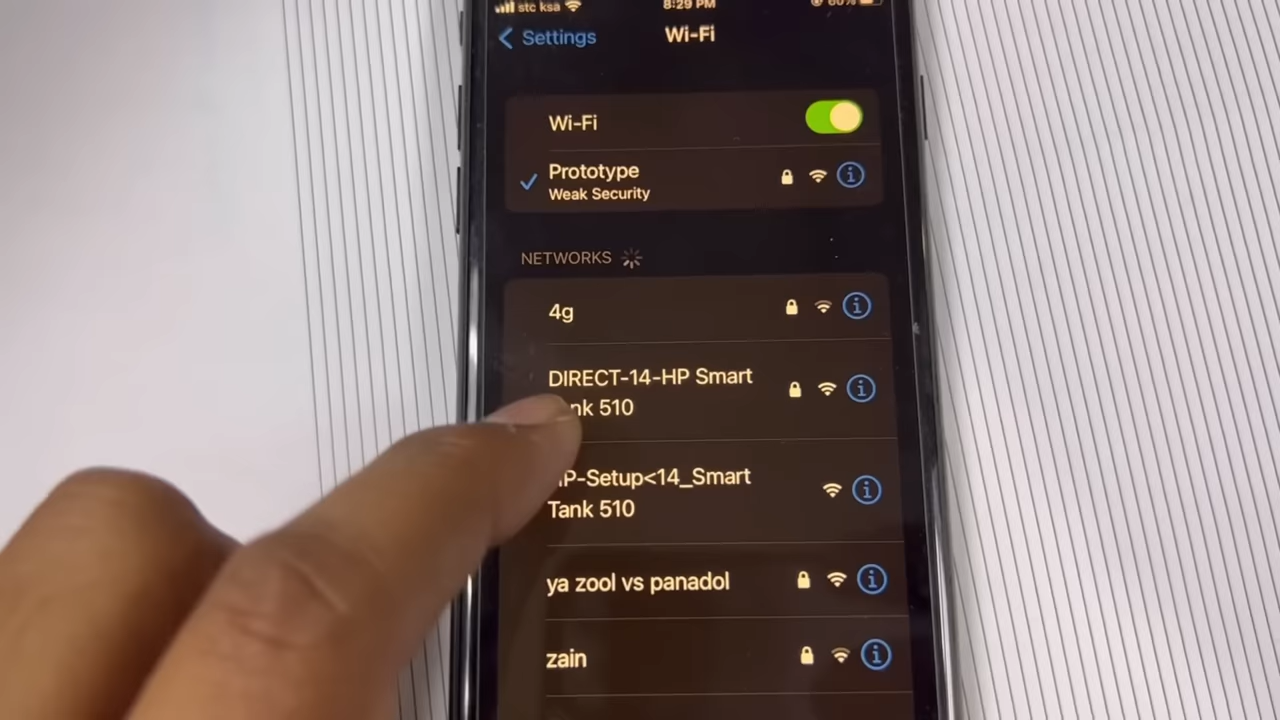 stc ksa 8:29 PM 60%
Settings Wi-Fi
Wi-Fi
Prototype
Weak Security
NETWORKS
4g
DIRECT-14-HP Smart
nk 510
P-Setup<14_Smart
Tank 510
ya zool vs panadol
zain